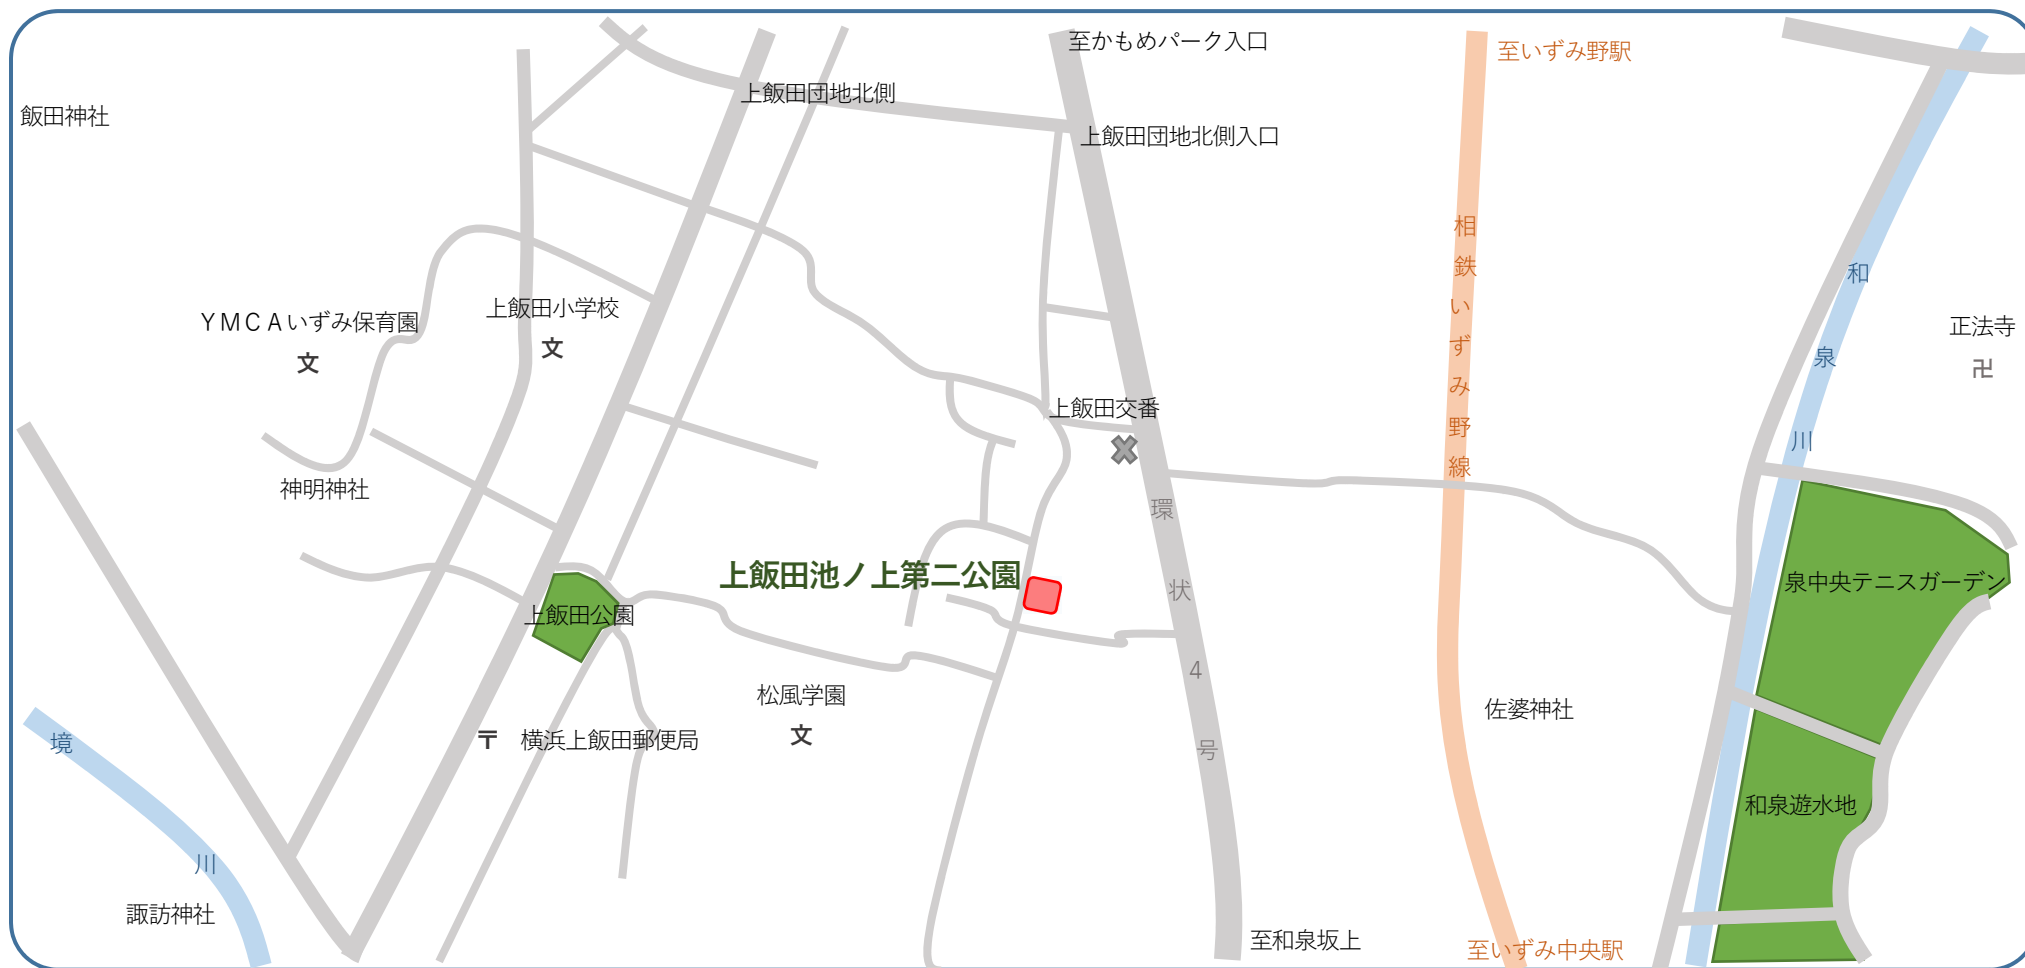 至かもめパーク入口
至いずみ野駅
上飯田団地北側
飯田神社
上飯田団地北側入口
相鉄いずみ野線
和泉川
上飯田小学校
ＹＭＣＡいずみ保育園
文
文
正法寺
卍
上飯田交番
神明神社
環状4号
上飯田池ノ上第二公園
泉中央テニスガーデン
上飯田公園
松風学園
文
佐婆神社
〒 横浜上飯田郵便局
境川
和泉遊水地
諏訪神社
至和泉坂上
至いずみ中央駅